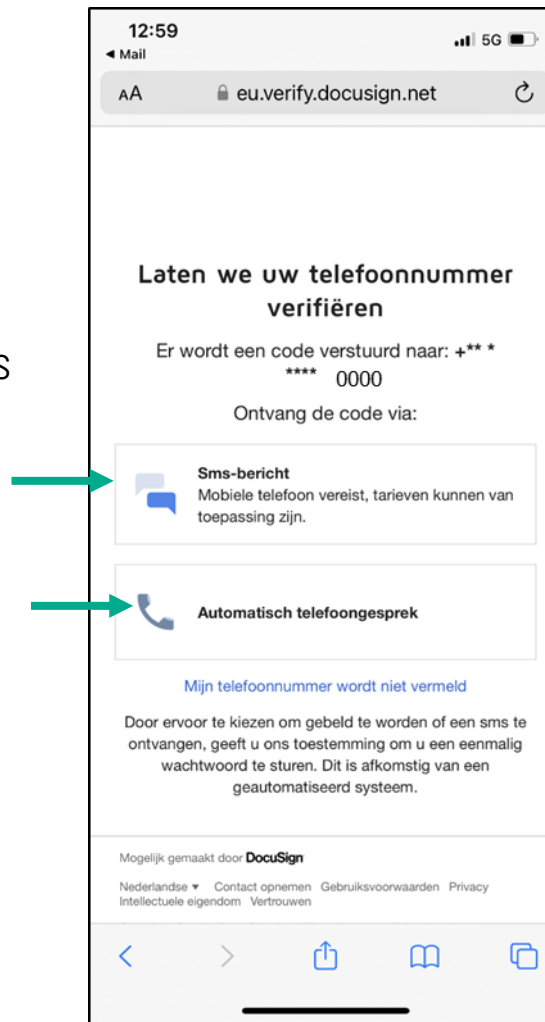 12:59
5G
◄ Mail
AA eu.verify.docusign.net
Laten we uw telefoonnummer
verifiëren
Er wordt een code verstuurd naar: +** *
**** 0000
Ontvang de code via:
s
Sms-bericht
Mobiele telefoon vereist, tarieven kunnen van
toepassing zijn.
Automatisch telefoongesprek
Mijn telefoonnummer wordt niet vermeld
Door ervoor te kiezen om gebeld te worden of een sms te
ontvangen, geeft u ons toestemming om u een eenmalig
wachtwoord te sturen. Dit is afkomstig van een
geautomatiseerd systeem.
Mogelijk gemaakt door DocuSign
Nederlandse ▼ Contact opnemen Gebruiksvoorwaarden Privacy
Intellectuele eigendom Vertrouwen